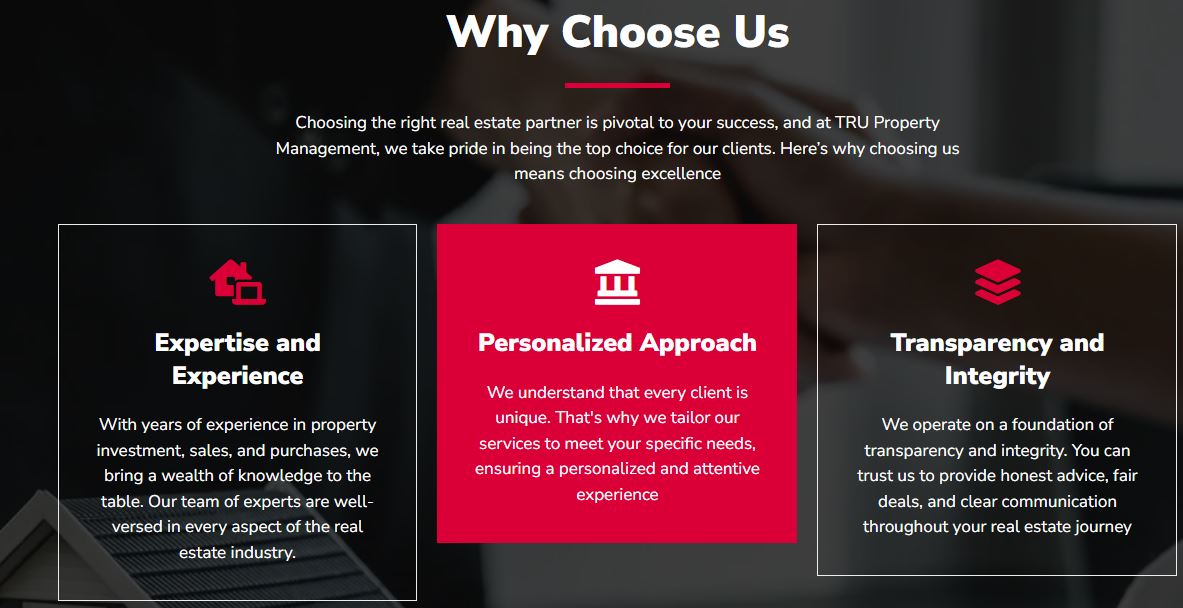 Why Choose Us
Choosing the right real estate partner is pivotal to your success, and at TRU Property
Management, we take pride in being the top choice for our clients. Here’s why choosing us
means choosing excellence
Expertise and
Experience
With years of experience in property
investment, sales, and purchases, we
bring a wealth of knowledge to the
table. Our team of experts are well-
versed in every aspect of the real
estate industry.
Personalized Approach
We understand that every client is
unique. That's why we tailor our
services to meet your specific needs,
ensuring a personalized and attentive
experience
Transparency and
Integrity
We operate on a foundation of
transparency and integrity. You can
trust us to provide honest advice, fair
deals, and clear communication
throughout your real estate journey